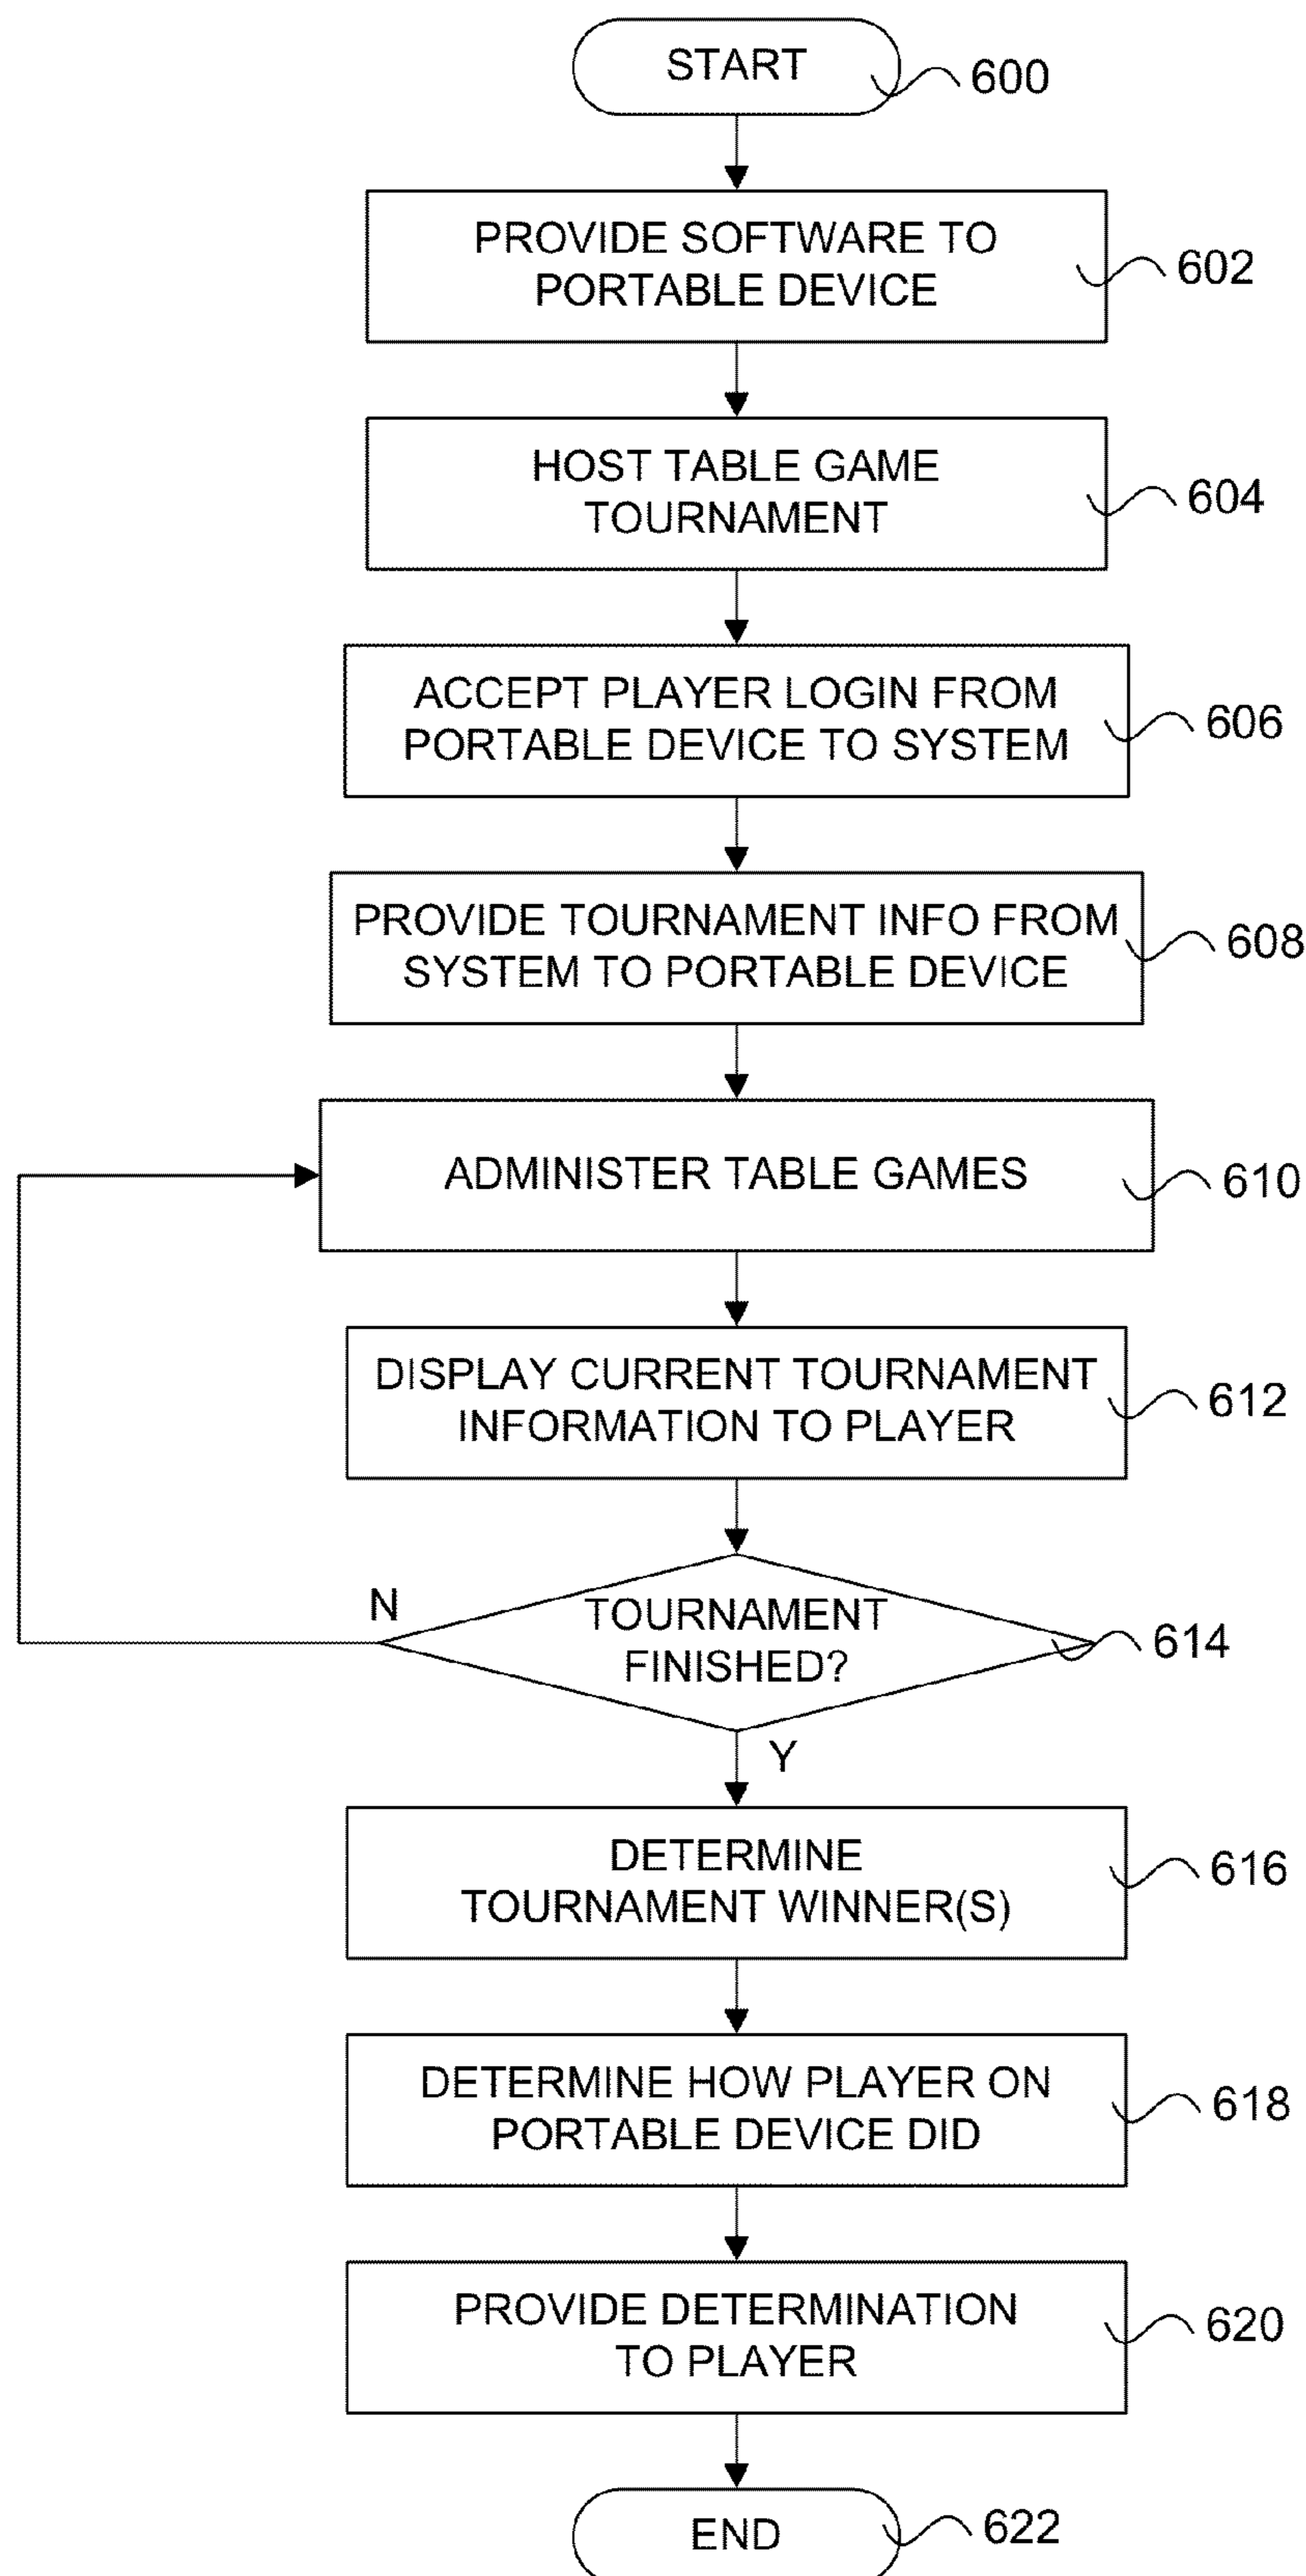 START
600
PROVIDE SOFTWARE TO
PORTABLE DEVICE
602
HOST TABLE GAME
TOURNAMENT
604
ACCEPT PLAYER LOGIN FROM
PORTABLE DEVICE TO SYSTEM
606
PROVIDE TOURNAMENT INFO FROM
SYSTEM TO PORTABLE DEVICE
608
ADMINISTER TABLE GAMES
610
DISPLAY CURRENT TOURNAMENT
INFORMATION TO PLAYER
612
N
TOURNAMENT
FINISHED?
614
Y
DETERMINE
TOURNAMENT WINNER(S)
616
DETERMINE HOW PLAYER ON
PORTABLE DEVICE DID
618
PROVIDE DETERMINATION
TO PLAYER
620
END
622